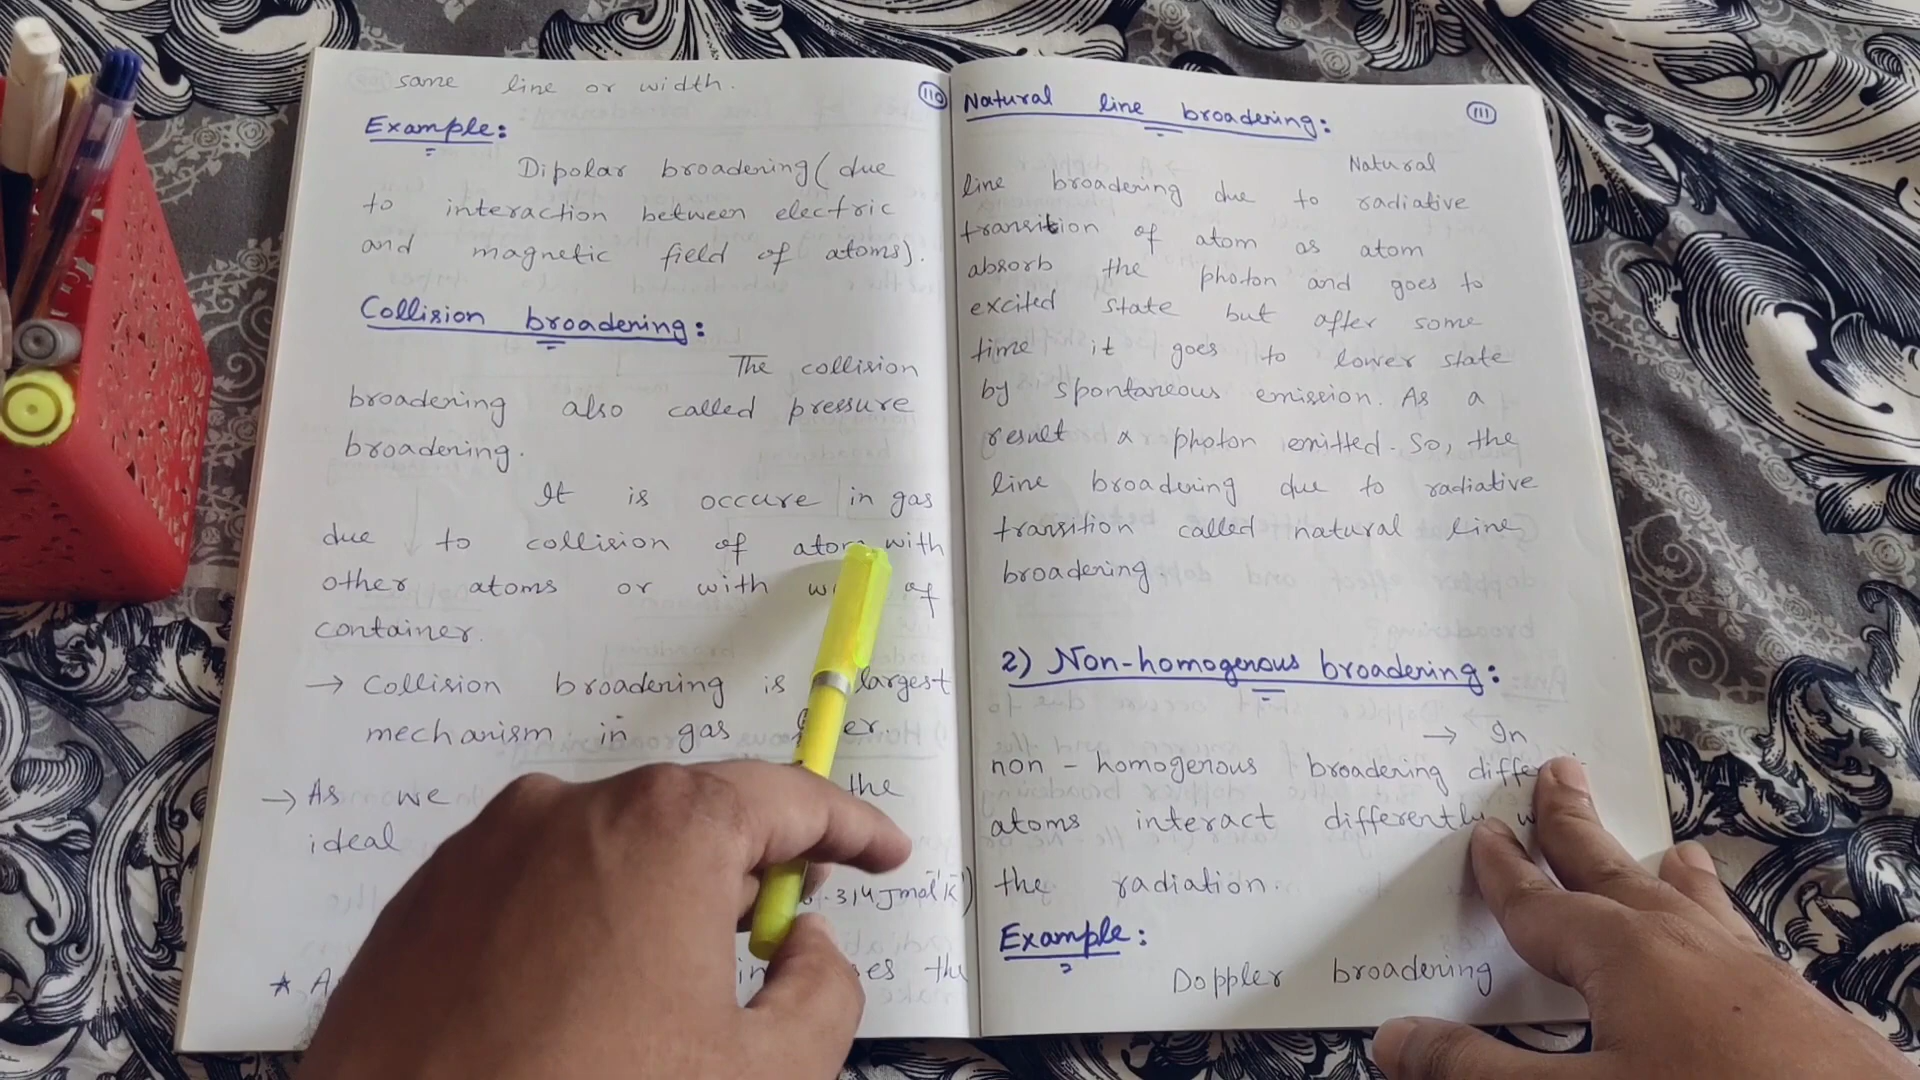 same line or width.
110
Example:
Dipolar broadening (due
to interaction between electric
and magnetic field of atoms).
Collision broadening:
The collision
broadening also called pressure
broadening.
It is occure in gas
due to collision of atom with
other atoms or with of
container.
→ Collision broadening is largest
mechanism in gas
→ As we the
ideal
314 Jmol⁻¹K⁻¹)
★ the
Natural line broadening:
111
Natural
line broadening due to radiative
transition of atom as atom
absorb the photon and goes to
excited state but after some
time it goes to lower state
by spontaneous emission. As a
result a photon emitted. So, the
line broadening due to radiative
transition called natural line
broadening.
2) Non-homogenous broadening:
→ In
non-homogenous broadening
atoms interact differently
the radiation.
Example:
Doppler broadening